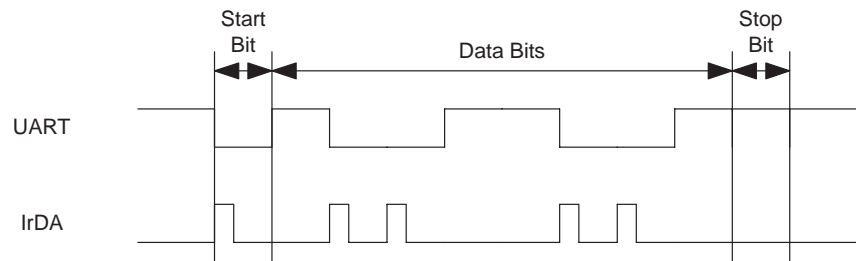 Start
Bit
Data Bits
Stop
Bit
UART
IrDA